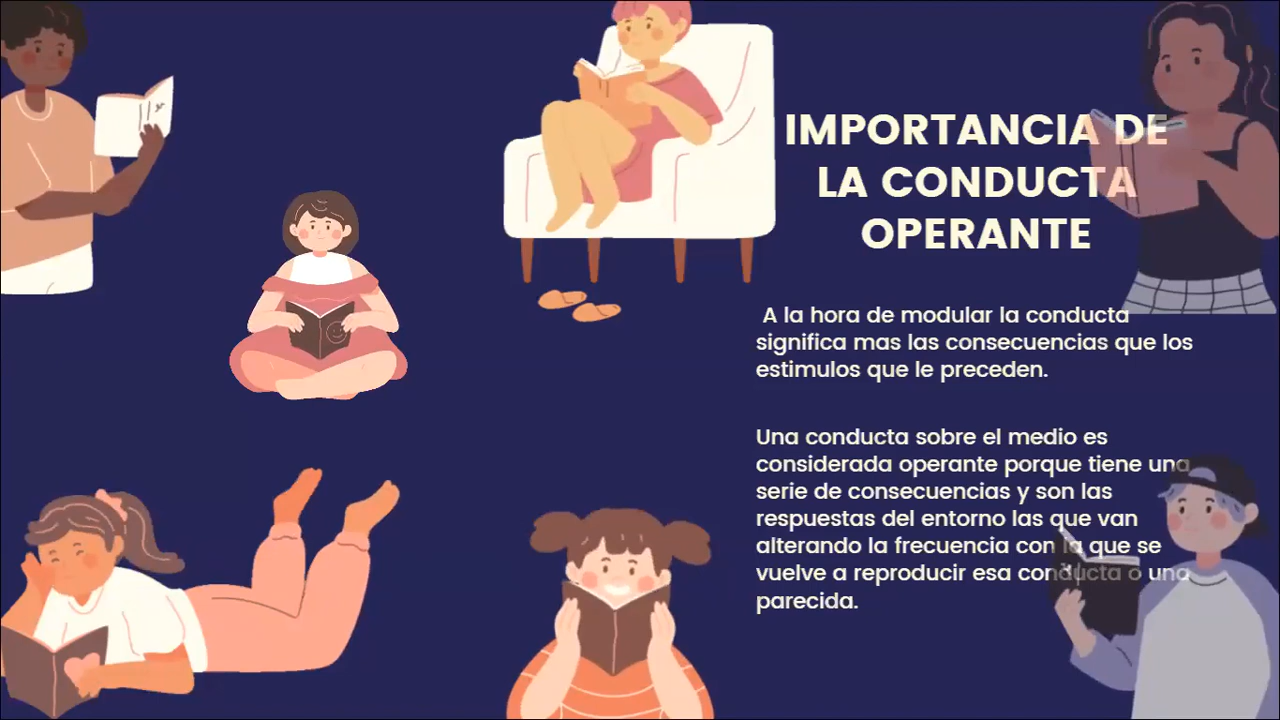 IMPORTANCIA DE
LA CONDUCTA
OPERANTE
A la hora de modular la conducta
significa mas las consecuencias que los
estimulos que le preceden.
Una conducta sobre el medio es
considerada operante porque tiene una
serie de consecuencias y son las
respuestas del entorno las que van
alterando la frecuencia con la que se
vuelve a reproducir esa conducta o una
parecida.